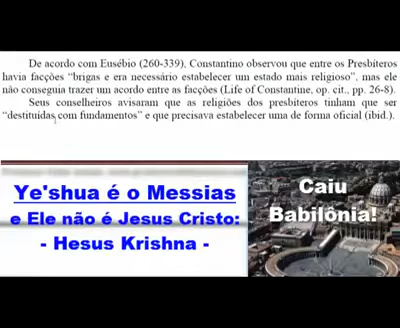 De acordo com Eusébio (260-339), Constantino observou que entre os Presbíteros
havia facções “brigas e era necessário estabelecer um estado mais religioso”, mas ele
não conseguia trazer um acordo entre as facções (Life of Constantine, op. cit., pp. 26-8).
Seus conselheiros avisaram que as religiões dos presbíteros tinham que ser
“destituídas com fundamentos” e que precisava estabelecer uma de forma oficial (ibid.).
Ye'shua é o Messias
e Ele não é Jesus Cristo:
- Hesus Krishna -
Caiu
Babilônia!